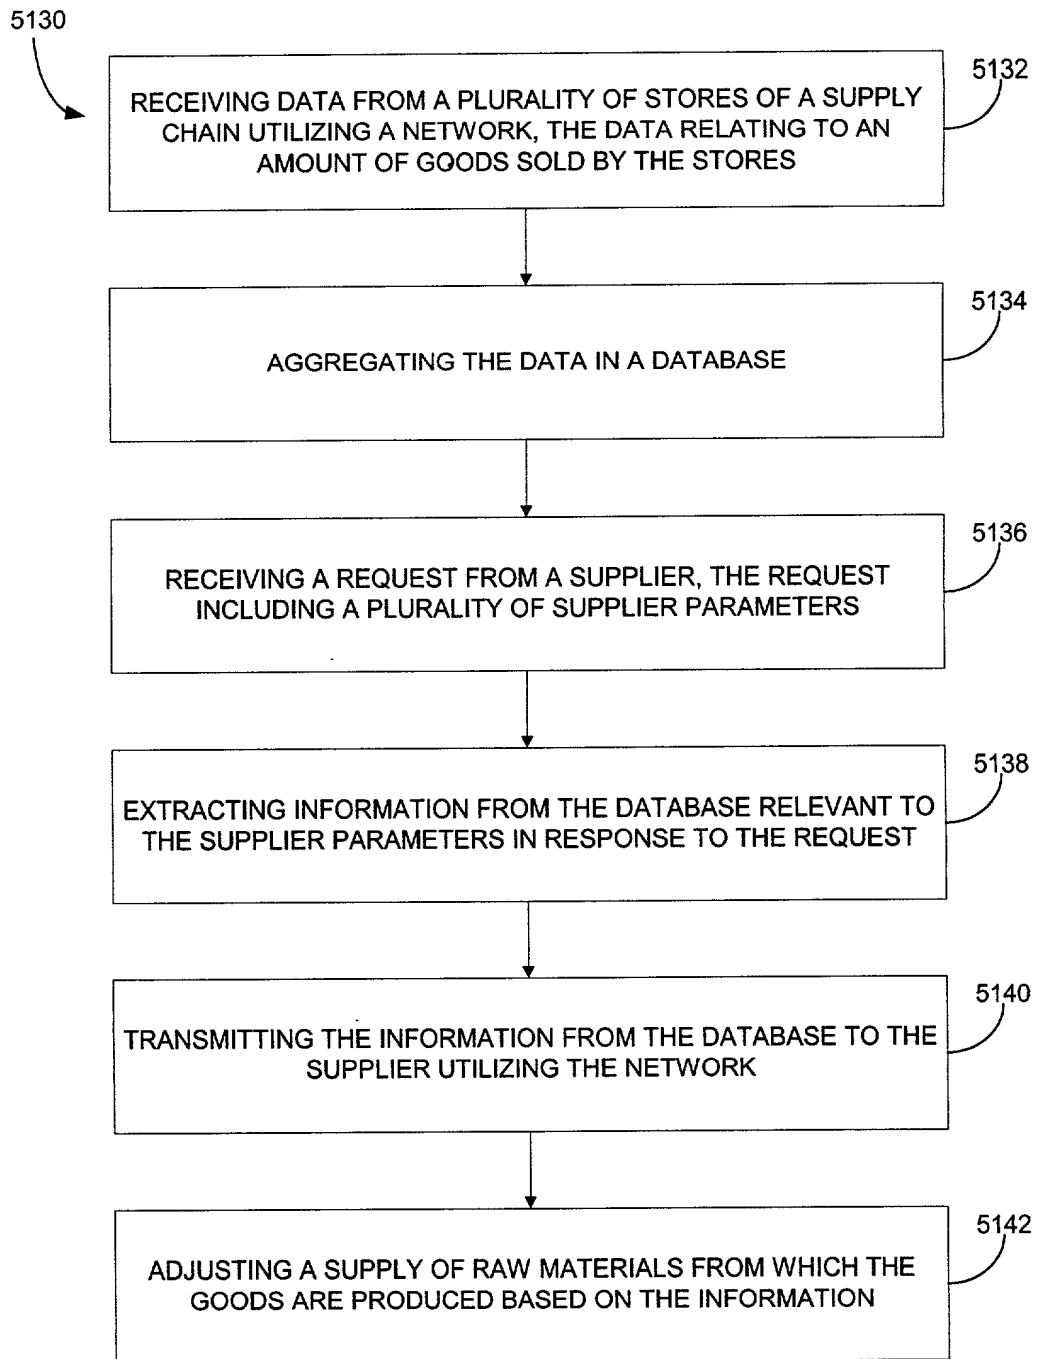 5130
5132
RECEIVING DATA FROM A PLURALITY OF STORES OF A SUPPLY
CHAIN UTILIZING A NETWORK, THE DATA RELATING TO AN
AMOUNT OF GOODS SOLD BY THE STORES
5134
AGGREGATING THE DATA IN A DATABASE
5136
RECEIVING A REQUEST FROM A SUPPLIER, THE REQUEST
INCLUDING A PLURALITY OF SUPPLIER PARAMETERS
5138
EXTRACTING INFORMATION FROM THE DATABASE RELEVANT TO
THE SUPPLIER PARAMETERS IN RESPONSE TO THE REQUEST
5140
TRANSMITTING THE INFORMATION FROM THE DATABASE TO THE
SUPPLIER UTILIZING THE NETWORK
5142
ADJUSTING A SUPPLY OF RAW MATERIALS FROM WHICH THE
GOODS ARE PRODUCED BASED ON THE INFORMATION